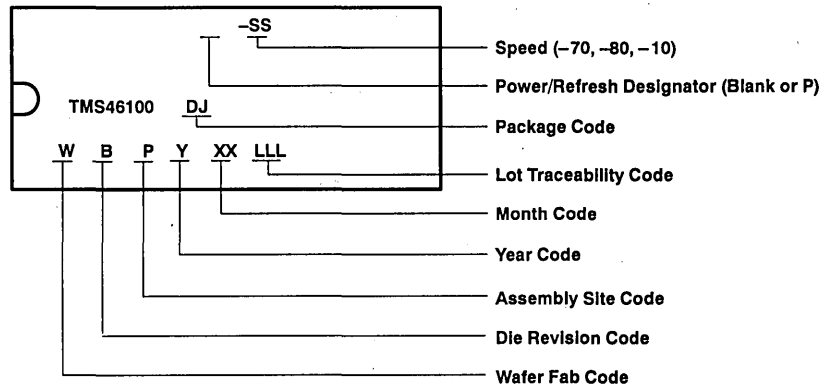 -SS
Speed (–70, –80, –10)
Power/Refresh Designator (Blank or P)
TMS46100 DJ
Package Code
W B P Y XX LLL
Lot Traceability Code
Month Code
Year Code
Assembly Site Code
Die Revision Code
Wafer Fab Code